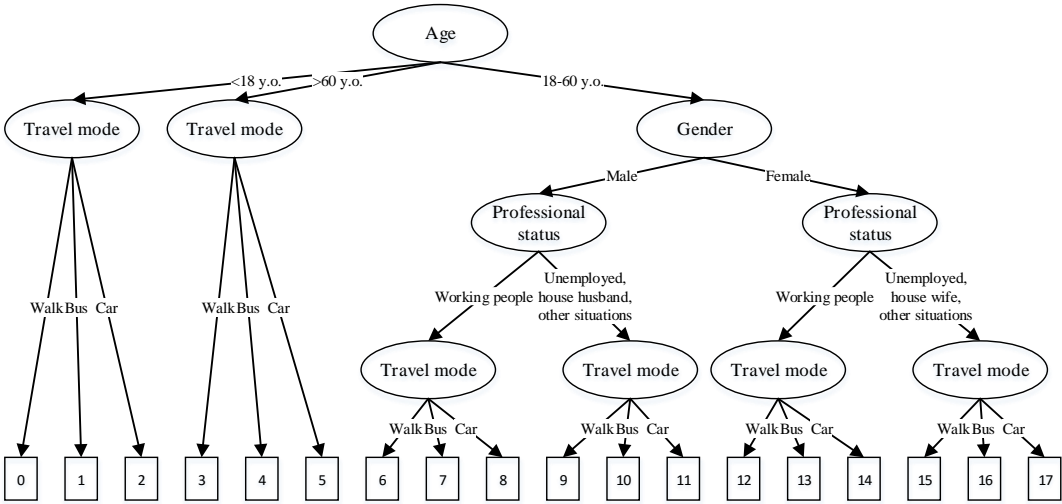 Age
<18 y.o.
>60 y.o.
18-60 y.o.
Travel mode
Travel mode
Gender
Male
Female
Professional
status
Professional
status
Working people
Unemployed,
house husband,
other situations
Working people
Unemployed,
house wife,
other situations
Walk Bus Car
Walk Bus Car
Travel mode
Travel mode
Travel mode
Travel mode
Walk Bus Car
Walk Bus Car
Walk Bus Car
Walk Bus Car
0 1 2 3 4 5 6 7 8 9 10 11 12 13 14 15 16 17